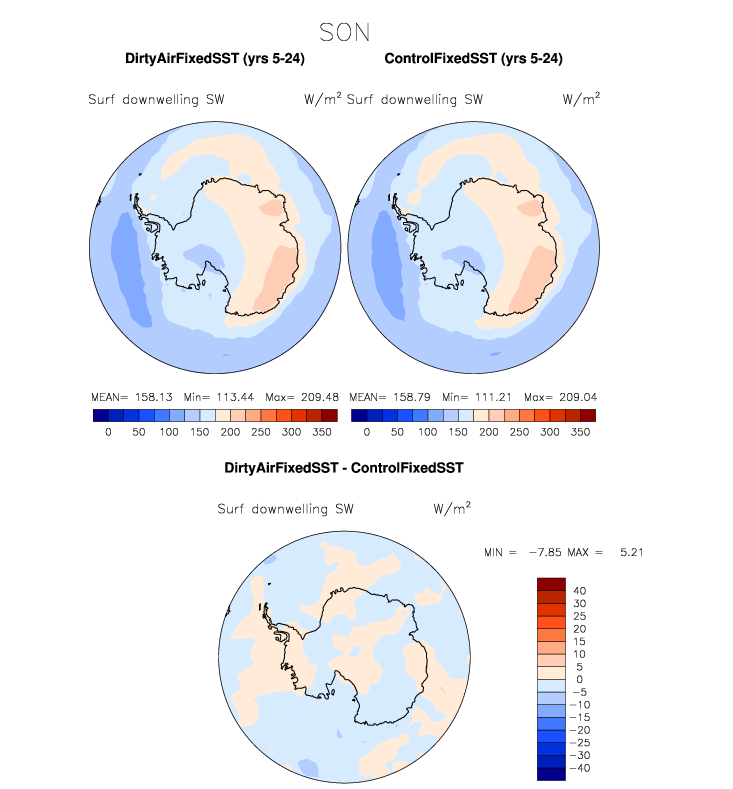 SON
DirtyAirFixedSST (yrs 5-24) ControlFixedSST (yrs 5-24)
Surf downwelling SW W/m² Surf downwelling SW W/m²
MEAN= 158.13 Min= 113.44 Max= 209.48 MEAN= 158.79 Min= 111.21 Max= 209.04
0 50 100 150 200 250 300 350 0 50 100 150 200 250 300 350
DirtyAirFixedSST - ControlFixedSST
Surf downwelling SW W/m²
MIN = −7.85 MAX = 5.21
40
30
25
20
15
10
5
0
−5
−10
−15
−20
−25
−30
−40